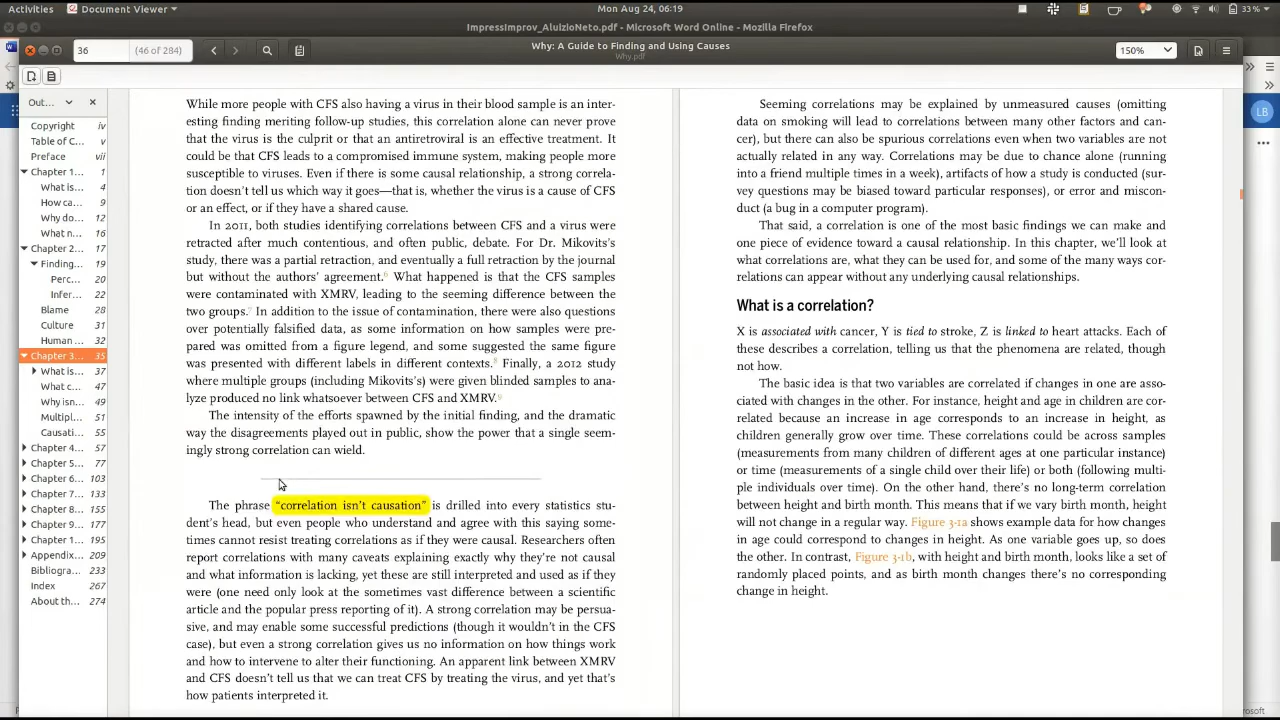 Activities
Document Viewer
Mon Aug 24, 06:19
33 %
ImpressImprov_AluizioNeto.pdf - Microsoft Word Online - Mozilla Firefox
36
(46 of 284)
Why: A Guide to Finding and Using Causes
Why.pdf
150%
Out...
Copyright iv
Table of C... v
Preface vii
Chapter 1... 1
What is... 4
How ca... 9
Why do... 12
What n... 16
Chapter 2... 17
Finding... 19
Perc... 20
Infer... 22
Blame 28
Culture 31
Human ... 32
Chapter 3... 35
What is... 37
What c... 47
Why isn... 49
Multipl... 51
Causati... 55
Chapter 4... 57
Chapter 5... 77
Chapter 6... 103
Chapter 7... 133
Chapter 8... 155
Chapter 9... 177
Chapter 1... 197
Appendix... 209
Bibliogra... 235
Index 267
About th... 274
While more people with CFS also having a virus in their blood sample is an inter-
esting finding meriting follow-up studies, this correlation alone can never prove
that the virus is the culprit or that an antiretroviral is an effective treatment. It
could be that CFS leads to a compromised immune system, making people more
susceptible to viruses. Even if there is some causal relationship, a strong correla-
tion doesn't tell us which way it goes—that is, whether the virus is a cause of CFS
or an effect, or if they have a shared cause.
In 2011, both studies identifying correlations between CFS and a virus were
retracted after much contentious, and often public, debate. For Dr. Mikovits's
study, there was a partial retraction, and eventually a full retraction by the journal
but without the authors' agreement.6 What happened is that the CFS samples
were contaminated with XMRV, leading to the seeming difference between the
two groups.7 In addition to the issue of contamination, there were also questions
over potentially falsified data, as some information on how samples were pre-
pared was omitted from a figure legend, and some suggested the same figure
was presented with different labels in different contexts.8 Finally, a 2012 study
where multiple groups (including Mikovits's) were given blinded samples to ana-
lyze produced no link whatsoever between CFS and XMRV.9
The intensity of the efforts spawned by the initial finding, and the dramatic
way the disagreements played out in public, show the power that a single seem-
ingly strong correlation can wield.
The phrase “correlation isn't causation” is drilled into every statistics stu-
dent's head, but even people who understand and agree with this saying some-
times cannot resist treating correlations as if they were causal. Researchers often
report correlations with many caveats explaining exactly why they're not causal
and what information is lacking, yet these are still interpreted and used as if they
were (one need only look at the sometimes vast difference between a scientific
article and the popular press reporting of it). A strong correlation may be persua-
sive, and may enable some successful predictions (though it wouldn't in the CFS
case), but even a strong correlation gives us no information on how things work
and how to intervene to alter their functioning. An apparent link between XMRV
and CFS doesn't tell us that we can treat CFS by treating the virus, and yet that's
how patients interpreted it.
Seeming correlations may be explained by unmeasured causes (omitting
data on smoking will lead to correlations between many other factors and can-
cer), but there can also be spurious correlations even when two variables are not
actually related in any way. Correlations may be due to chance alone (running
into a friend multiple times in a week), artifacts of how a study is conducted (sur-
vey questions may be biased toward particular responses), or error and miscon-
duct (a bug in a computer program).
That said, a correlation is one of the most basic findings we can make and
one piece of evidence toward a causal relationship. In this chapter, we'll look at
what correlations are, what they can be used for, and some of the many ways cor-
relations can appear without any underlying causal relationships.
What is a correlation?
X is associated with cancer, Y is tied to stroke, Z is linked to heart attacks. Each of
these describes a correlation, telling us that the phenomena are related, though
not how.
The basic idea is that two variables are correlated if changes in one are asso-
ciated with changes in the other. For instance, height and age in children are cor-
related because an increase in age corresponds to an increase in height, as
children generally grow over time. These correlations could be across samples
(measurements from many children of different ages at one particular instance)
or time (measurements of a single child over their life) or both (following multi-
ple individuals over time). On the other hand, there's no long-term correlation
between height and birth month. This means that if we vary birth month, height
will not change in a regular way. Figure 3-1a shows example data for how changes
in age could correspond to changes in height. As one variable goes up, so does
the other. In contrast, Figure 3-1b, with height and birth month, looks like a set of
randomly placed points, and as birth month changes there's no corresponding
change in height.
LB
osoft